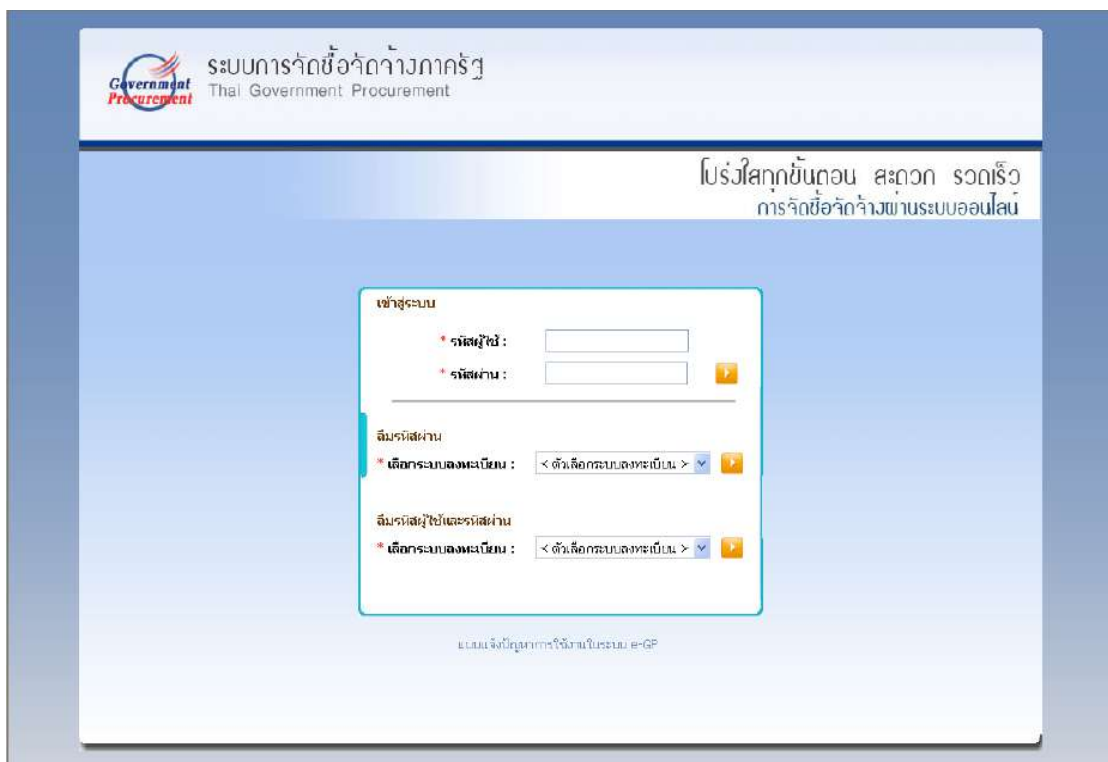 Government
Procurement
ระบบการจัดซื้อจัดจ้างภาครัฐ
Thai Government Procurement
โปร่งใสทุกขั้นตอน สะดวก รวดเร็ว
การจัดซื้อจัดจ้างผ่านระบบออนไลน์
เข้าสู่ระบบ
* รหัสผู้ใช้ :
* รหัสผ่าน :
ลืมรหัสผ่าน
* เลือกระบบลงทะเบียน : < ตัวเลือกระบบลงทะเบียน >
ลืมรหัสผู้ใช้และรหัสผ่าน
* เลือกระบบลงทะเบียน : < ตัวเลือกระบบลงทะเบียน >
แบบแจ้งปัญหาการใช้งานในระบบ e-GP